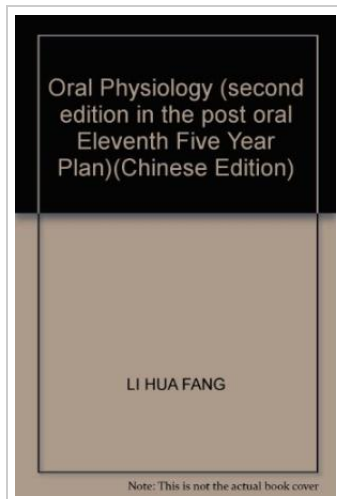 Oral Physiology (second
edition in the post oral
Eleventh Five Year
Plan)(Chinese Edition)
LI HUA FANG
Note: This is not the actual book cover